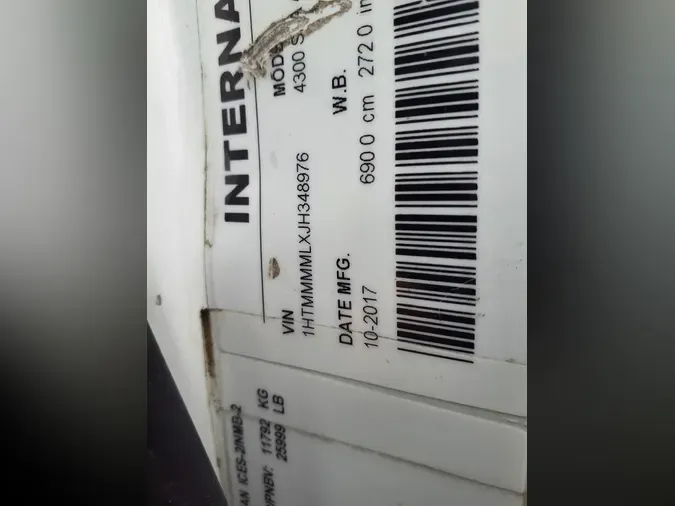 INTERNA
4300 S
W.B.
690 0 cm 272 0 in
VIN
1HTMMMMLXJH348976
DATE MFG.
10-2017
ICES-2/NMB-2
11792 KG
25999 LB